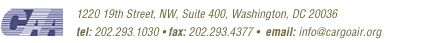 CAA
1220 19th Street, NW, Suite 400, Washington, DC 20036
tel: 202.293.1030 • fax: 202.293.4377 • email: info@cargoair.org